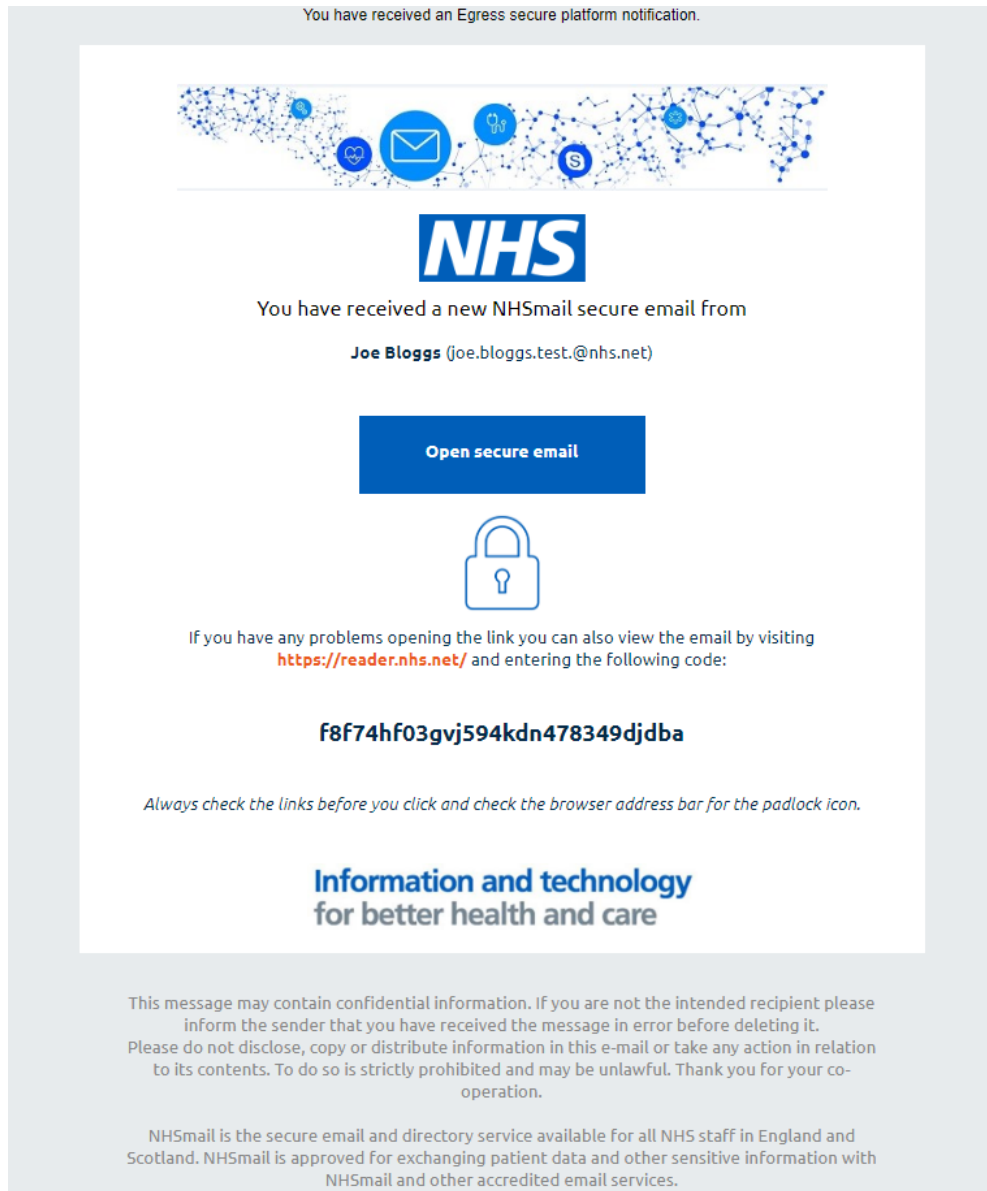 You have received an Egress secure platform notification.
S
NHS
You have received a new NHSmail secure email from
Joe Bloggs (joe.bloggs.test.@nhs.net)
Open secure email
If you have any problems opening the link you can also view the email by visiting
https://reader.nhs.net/ and entering the following code:
f8f74hf03gvj594kdn478349djdba
Always check the links before you click and check the browser address bar for the padlock icon.
Information and technology
for better health and care
This message may contain confidential information. If you are not the intended recipient please
inform the sender that you have received the message in error before deleting it.
Please do not disclose, copy or distribute information in this e-mail or take any action in relation
to its contents. To do so is strictly prohibited and may be unlawful. Thank you for your co-
operation.
NHSmail is the secure email and directory service available for all NHS staff in England and
Scotland. NHSmail is approved for exchanging patient data and other sensitive information with
NHSmail and other accredited email services.